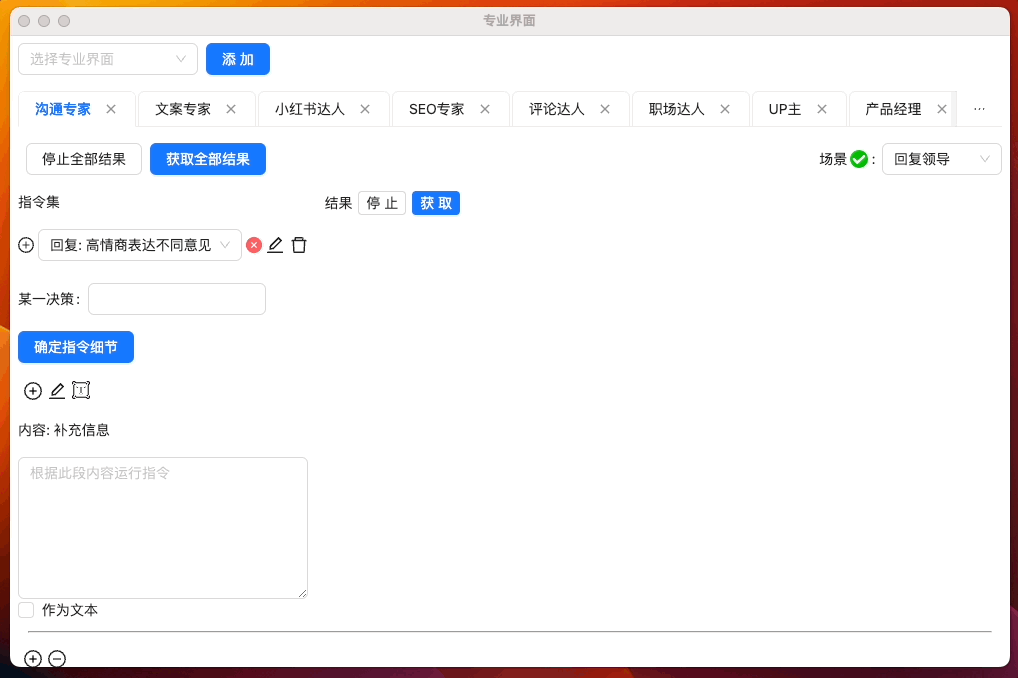 专业界面
选择专业界面 添 加
沟通专家 文案专家 小红书达人 SEO专家 评论达人 职场达人 UP主 产品经理 ···
停止全部结果 获取全部结果 场景 : 回复领导
指令集 结果 停 止 获 取
回复: 高情商表达不同意见
某一决策:
确定指令细节
内容: 补充信息
根据此段内容运行指令
作为文本